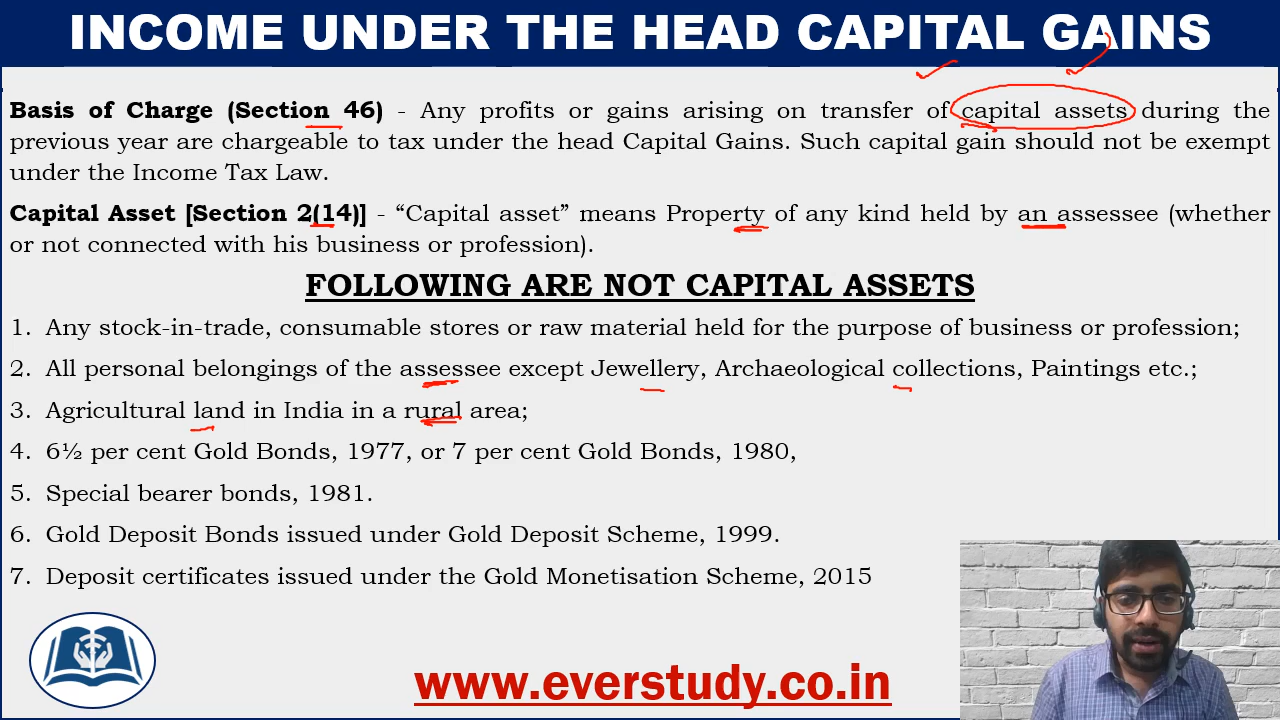 INCOME UNDER THE HEAD CAPITAL GAINS
Basis of Charge (Section 46) - Any profits or gains arising on transfer of capital assets during the
previous year are chargeable to tax under the head Capital Gains. Such capital gain should not be exempt
under the Income Tax Law.
Capital Asset [Section 2(14)] - “Capital asset” means Property of any kind held by an assessee (whether
or not connected with his business or profession).
FOLLOWING ARE NOT CAPITAL ASSETS
1. Any stock-in-trade, consumable stores or raw material held for the purpose of business or profession;
2. All personal belongings of the assessee except Jewellery, Archaeological collections, Paintings etc.;
3. Agricultural land in India in a rural area;
4. 6½ per cent Gold Bonds, 1977, or 7 per cent Gold Bonds, 1980,
5. Special bearer bonds, 1981.
6. Gold Deposit Bonds issued under Gold Deposit Scheme, 1999.
7. Deposit certificates issued under the Gold Monetisation Scheme, 2015
www.everstudy.co.in